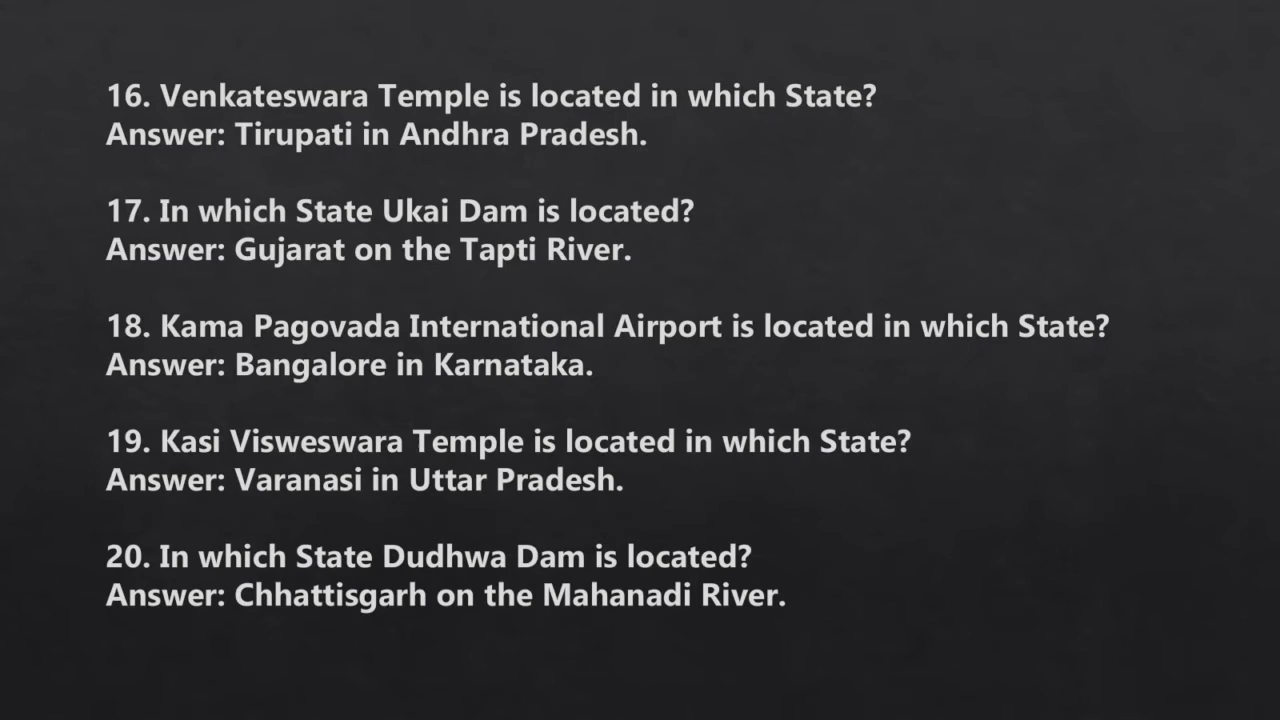 16. Venkateswara Temple is located in which State?
Answer: Tirupati in Andhra Pradesh.
17. In which State Ukai Dam is located?
Answer: Gujarat on the Tapti River.
18. Kama Pagovada International Airport is located in which State?
Answer: Bangalore in Karnataka.
19. Kasi Visweswara Temple is located in which State?
Answer: Varanasi in Uttar Pradesh.
20. In which State Dudhwa Dam is located?
Answer: Chhattisgarh on the Mahanadi River.